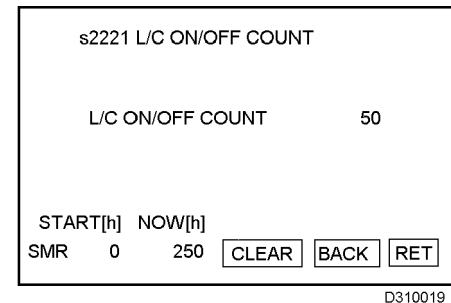 s2221 L/C ON/OFF COUNT
L/C ON/OFF COUNT 50
START[h] NOW[h]
SMR 0 250 CLEAR BACK RET
D310019